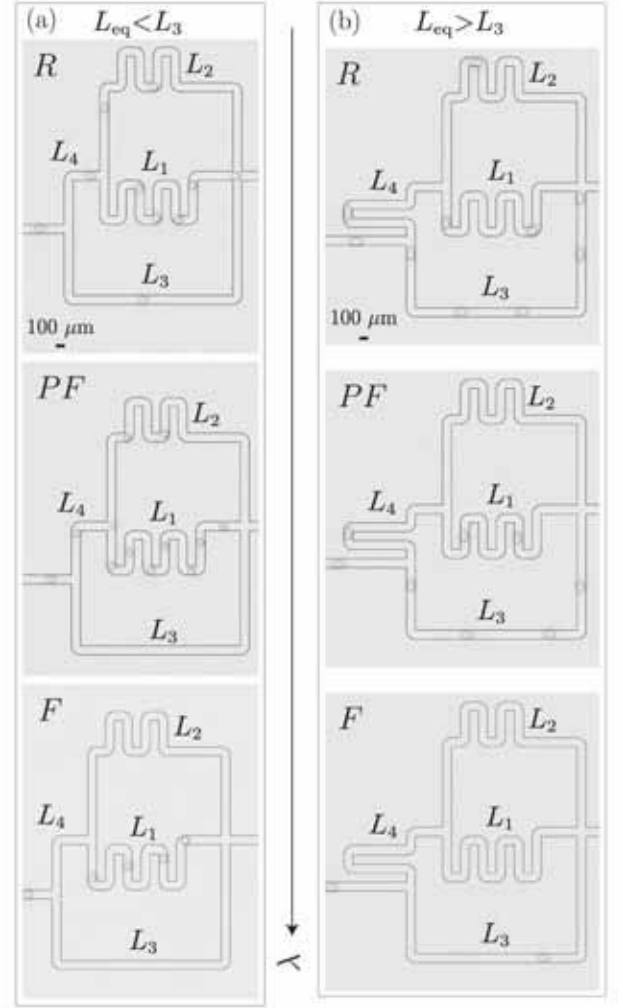 (a) L_eq<L_3
R
L_2
L_4
L_1
L_3
100 μm
PF
L_2
L_4
L_1
L_3
F
L_2
L_4
L_1
L_3
λ
(b) L_eq>L_3
R
L_2
L_4
L_1
L_3
100 μm
PF
L_2
L_4
L_1
L_3
F
L_2
L_4
L_1
L_3